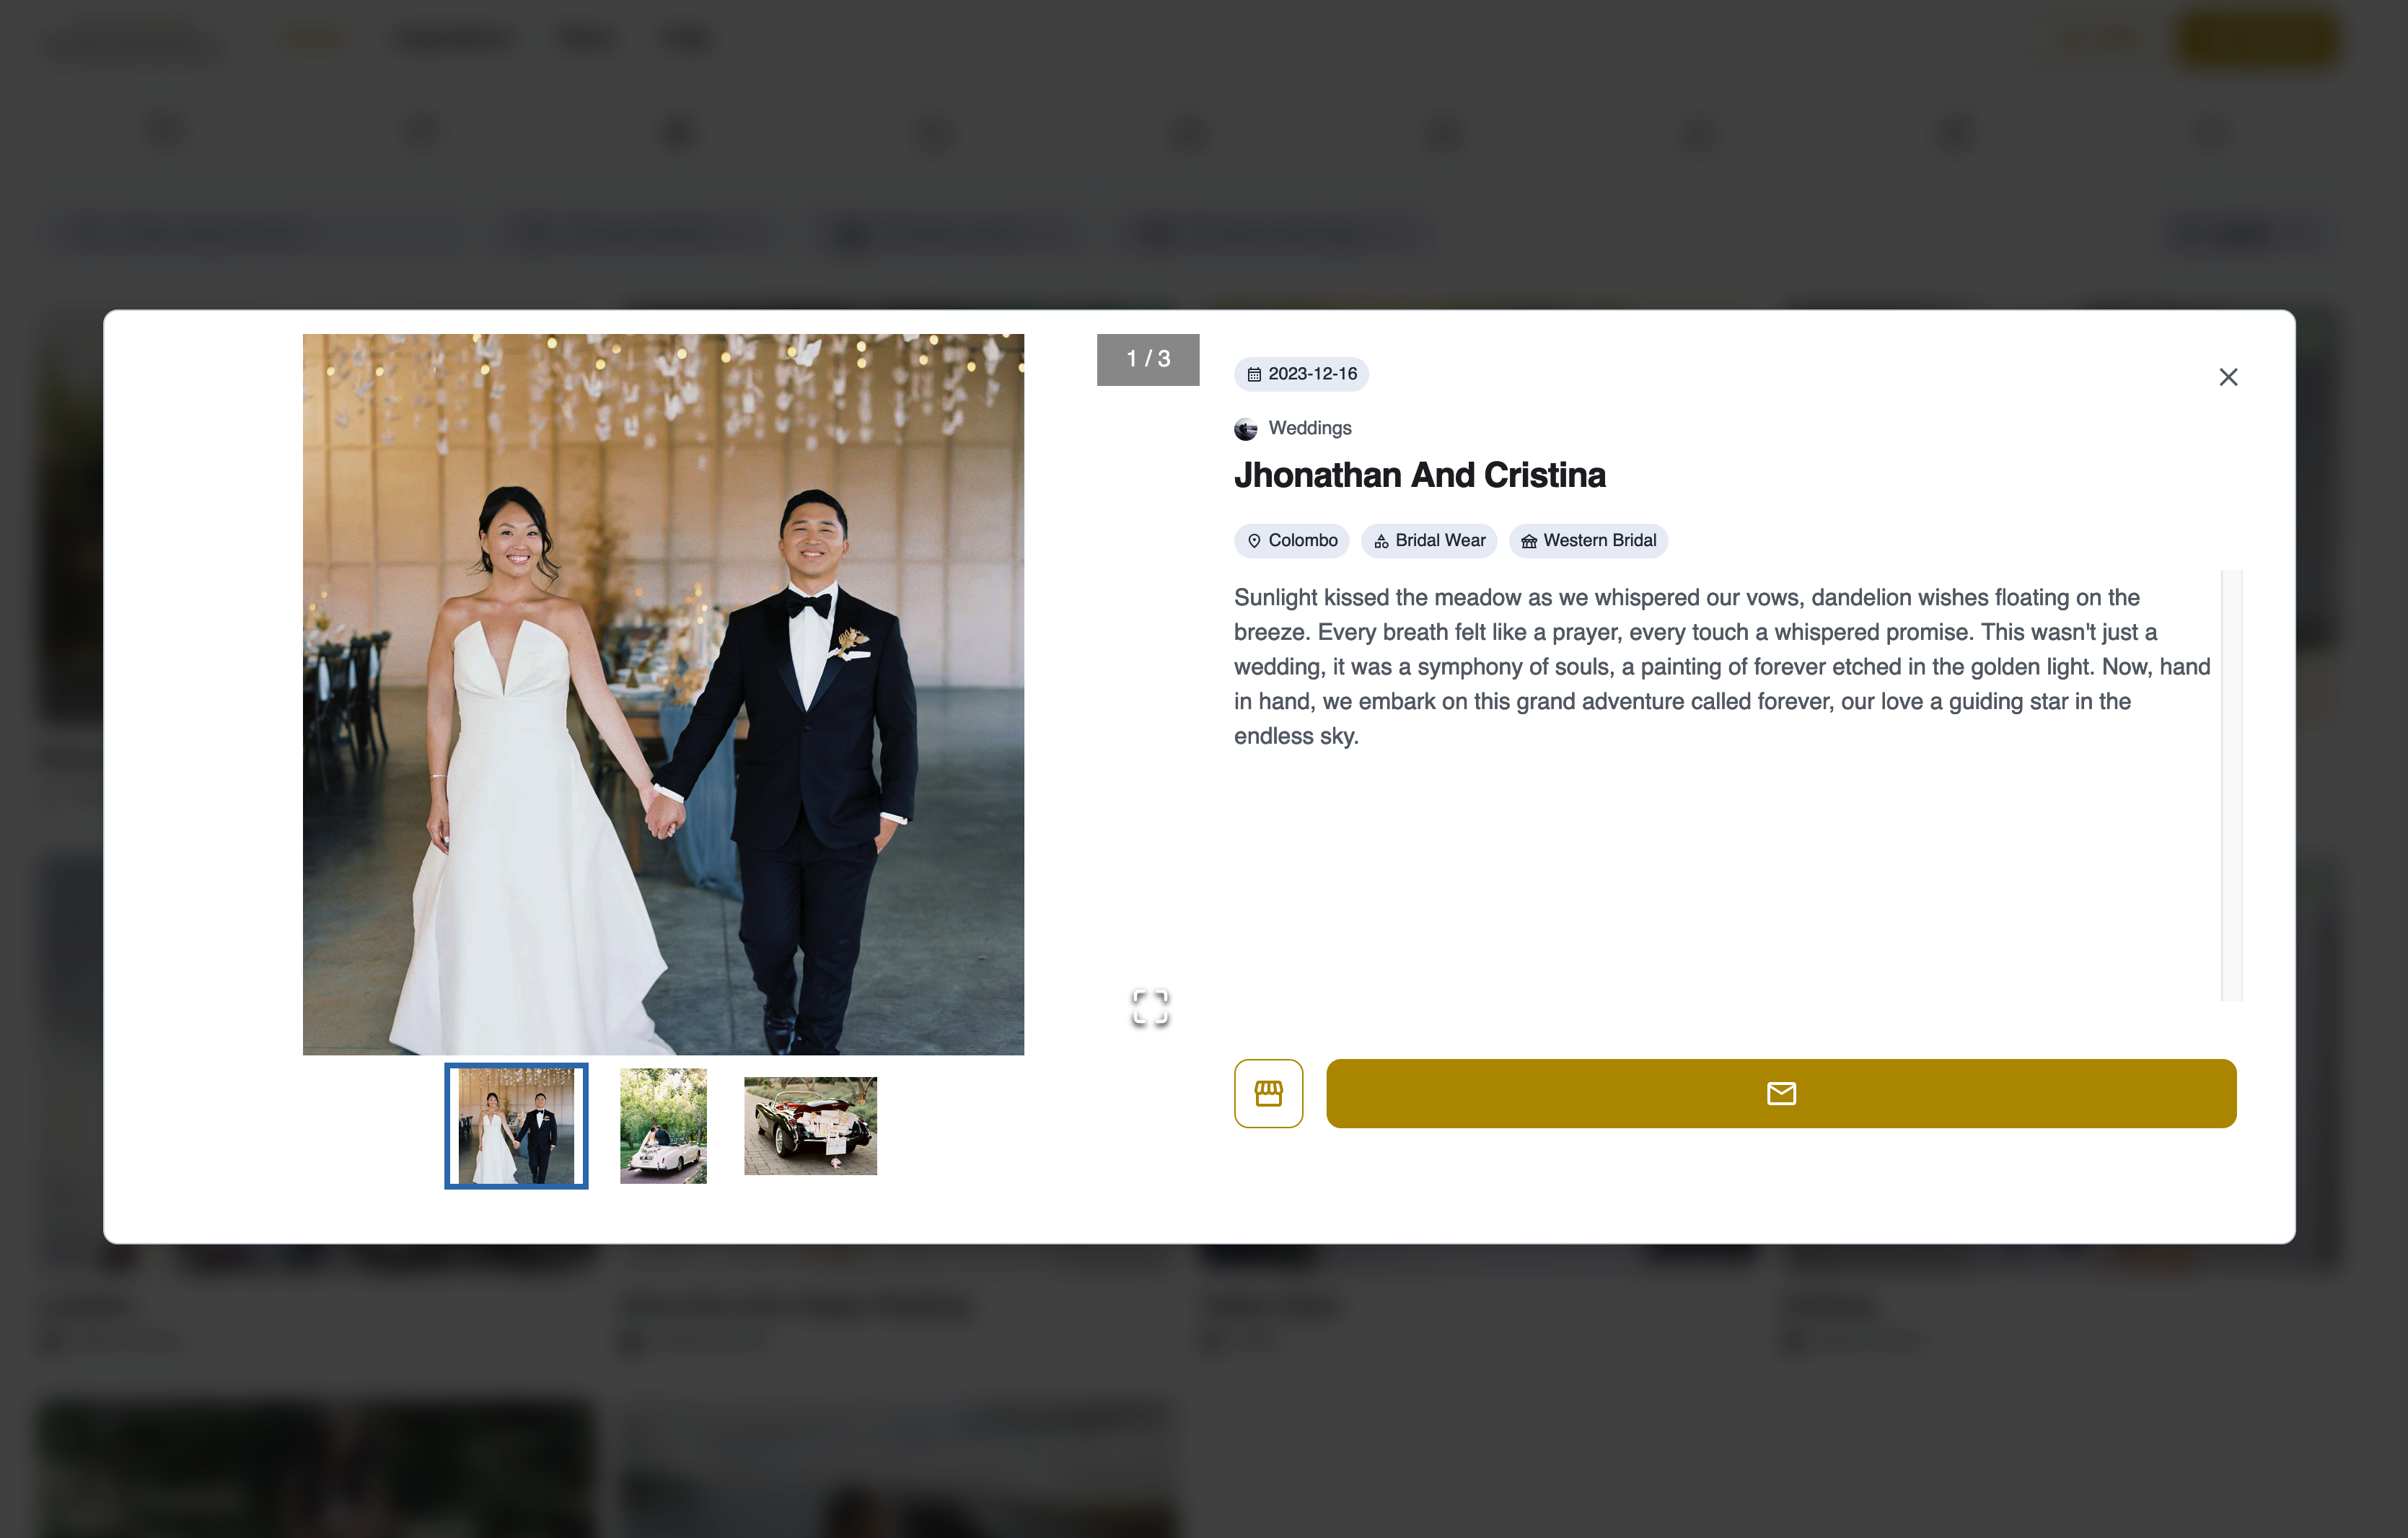 1 / 3
2023-12-16
Weddings
Jhonathan And Cristina
Colombo
Bridal Wear
Western Bridal
Sunlight kissed the meadow as we whispered our vows, dandelion wishes floating on the
breeze. Every breath felt like a prayer, every touch a whispered promise. This wasn't just a
wedding, it was a symphony of souls, a painting of forever etched in the golden light. Now, hand
in hand, we embark on this grand adventure called forever, our love a guiding star in the
endless sky.